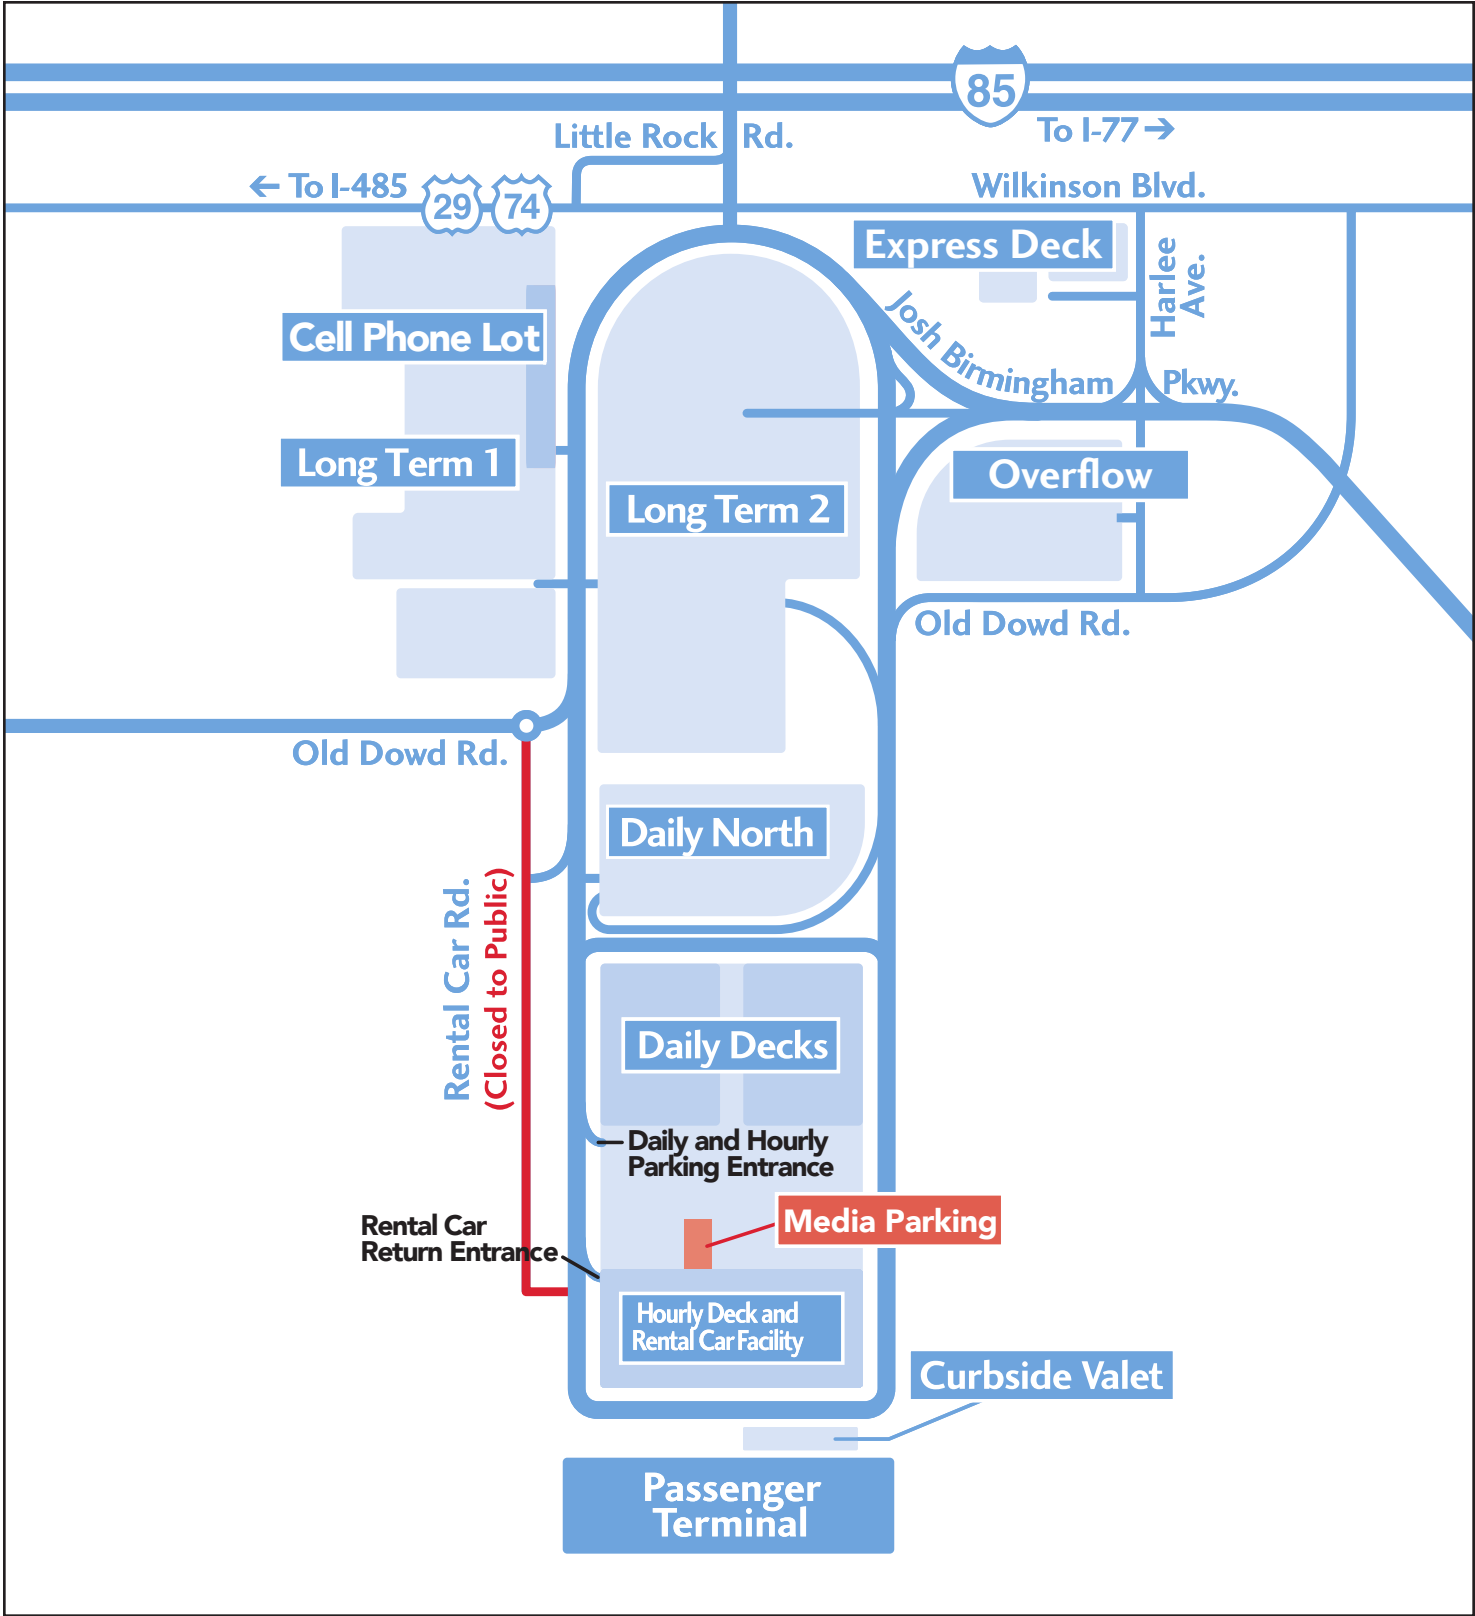 85
Little Rock Rd.
To I-77 →
← To I-485
29
74
Wilkinson Blvd.
Express Deck
Harlee
Ave.
Josh Birmingham Pkwy.
Cell Phone Lot
Long Term 1
Overflow
Long Term 2
Old Dowd Rd.
Old Dowd Rd.
Daily North
Rental Car Rd.
(Closed to Public)
Daily Decks
Daily and Hourly
Parking Entrance
Media Parking
Rental Car
Return Entrance
Hourly Deck and
Rental Car Facility
Curbside Valet
Passenger
Terminal